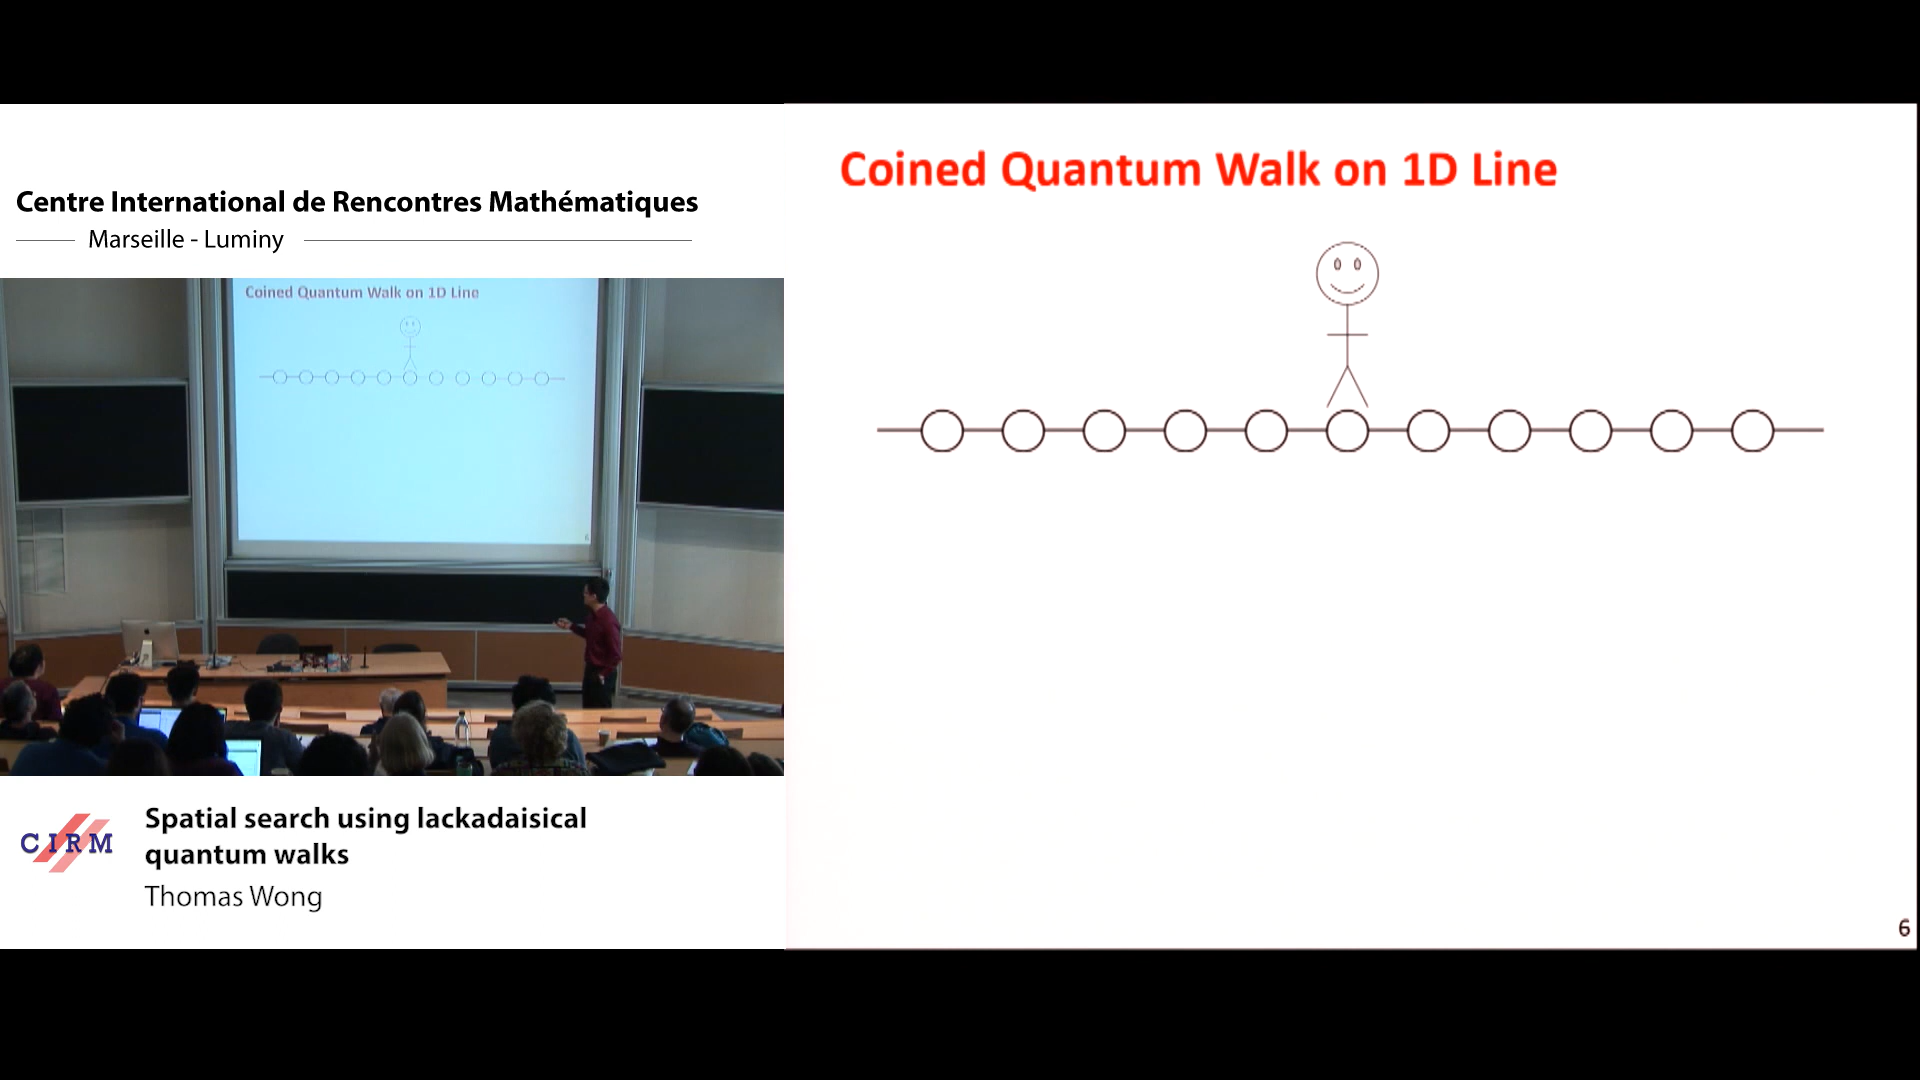 Centre International de Rencontres Mathématiques
Marseille - Luminy
Coined Quantum Walk on 1D Line
CIRM
Spatial search using lackadaisical
quantum walks
Thomas Wong
Coined Quantum Walk on 1D Line
6